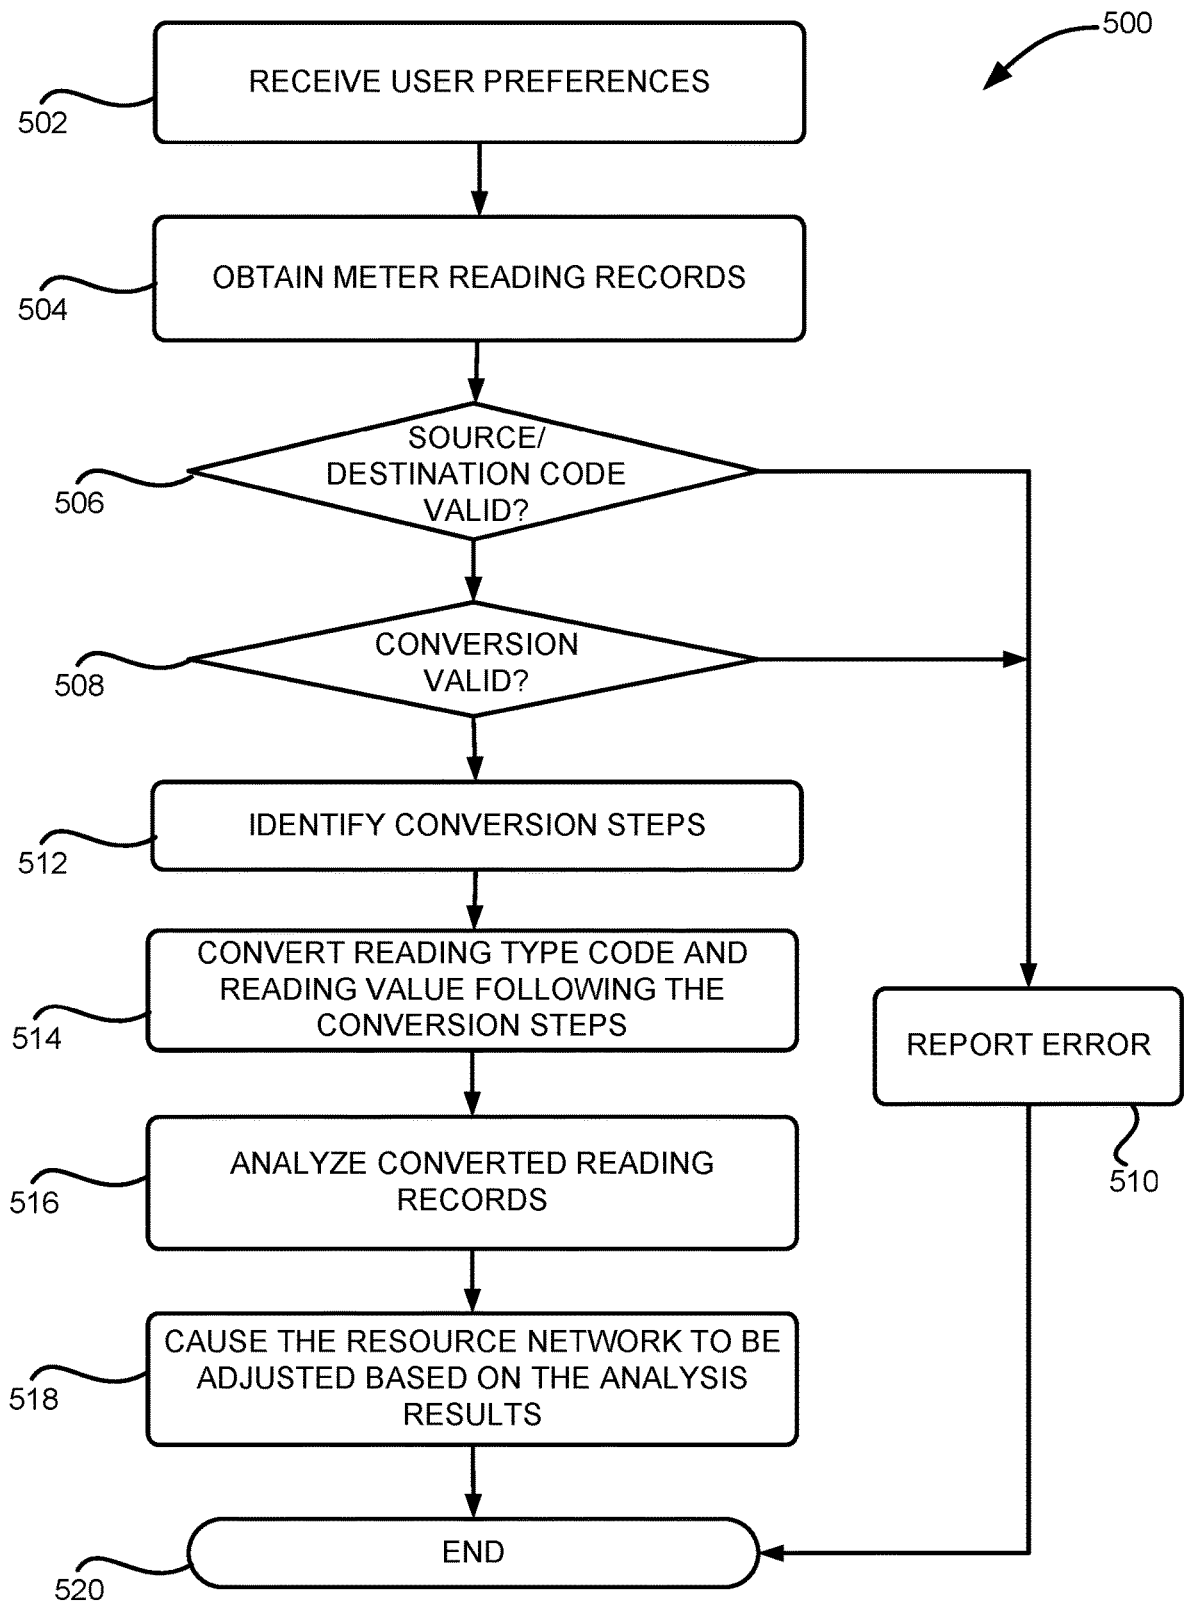 500
RECEIVE USER PREFERENCES
502
OBTAIN METER READING RECORDS
504
SOURCE/
DESTINATION CODE
VALID?
506
CONVERSION
VALID?
508
IDENTIFY CONVERSION STEPS
512
CONVERT READING TYPE CODE AND
READING VALUE FOLLOWING THE
CONVERSION STEPS
514
REPORT ERROR
510
ANALYZE CONVERTED READING
RECORDS
516
CAUSE THE RESOURCE NETWORK TO BE
ADJUSTED BASED ON THE ANALYSIS
RESULTS
518
END
520